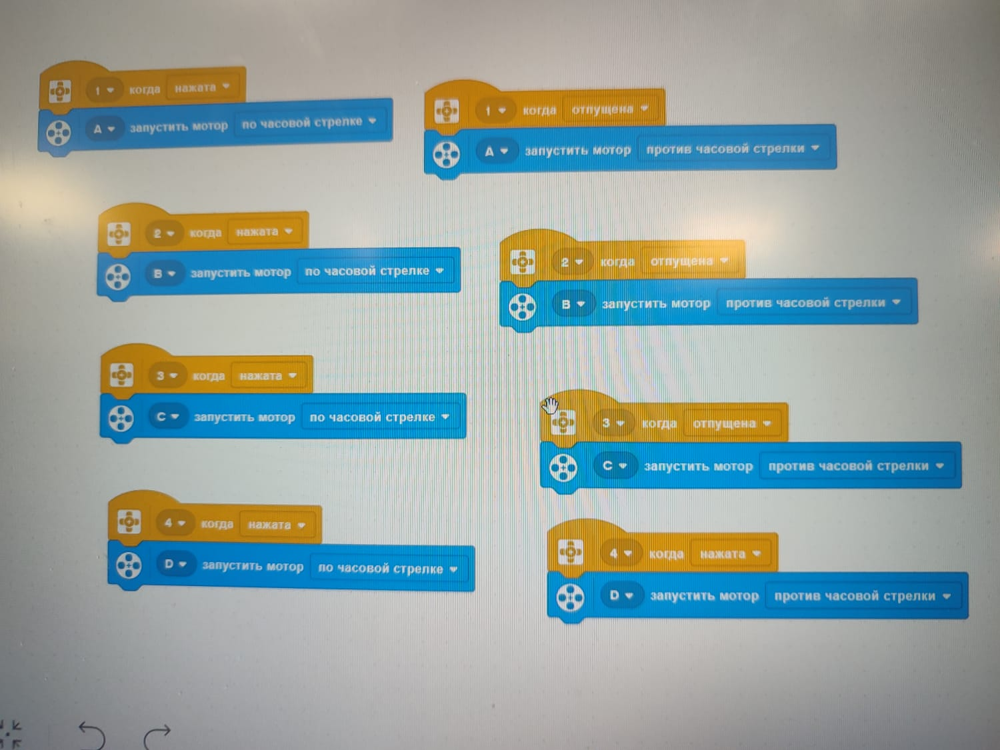 1 когда нажата
A запустить мотор по часовой стрелке
1 когда отпущена
A запустить мотор против часовой стрелки
2 когда нажата
B запустить мотор по часовой стрелке
2 когда отпущена
B запустить мотор против часовой стрелки
3 когда нажата
C запустить мотор по часовой стрелке
3 когда отпущена
C запустить мотор против часовой стрелки
4 когда нажата
D запустить мотор по часовой стрелке
4 когда нажата
D запустить мотор против часовой стрелки